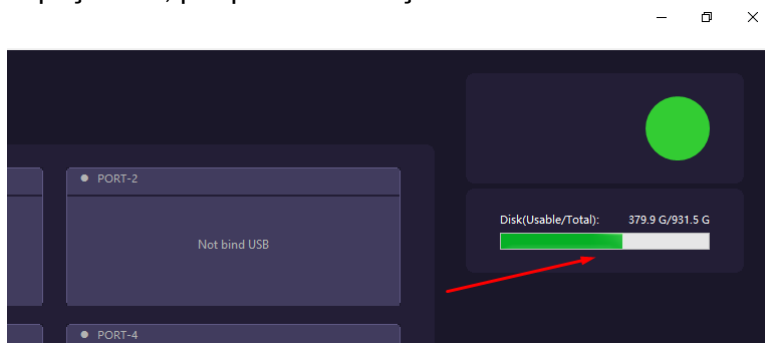 PORT-2
Not bind USB
PORT-4
Disk(Usable/Total): 379.9 G/931.5 G